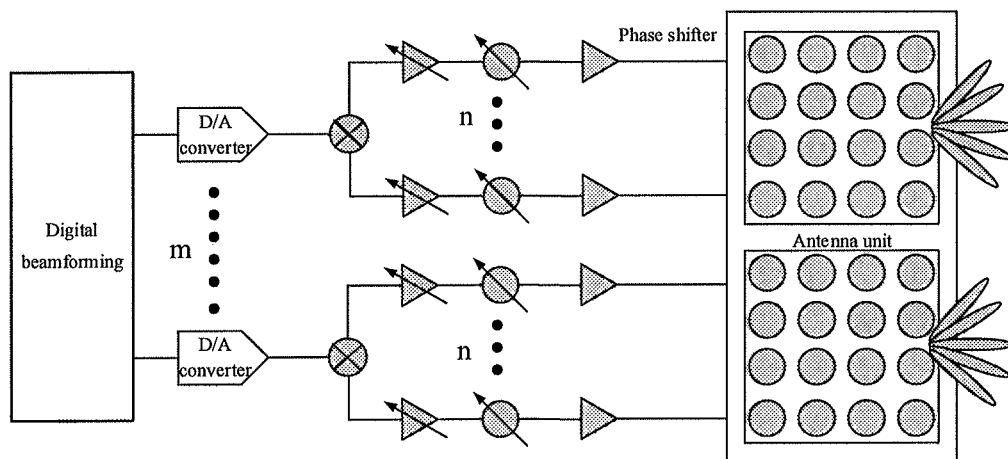 Phase shifter
D/A
converter
n
Digital
beamforming
m
Antenna unit
D/A
converter
n